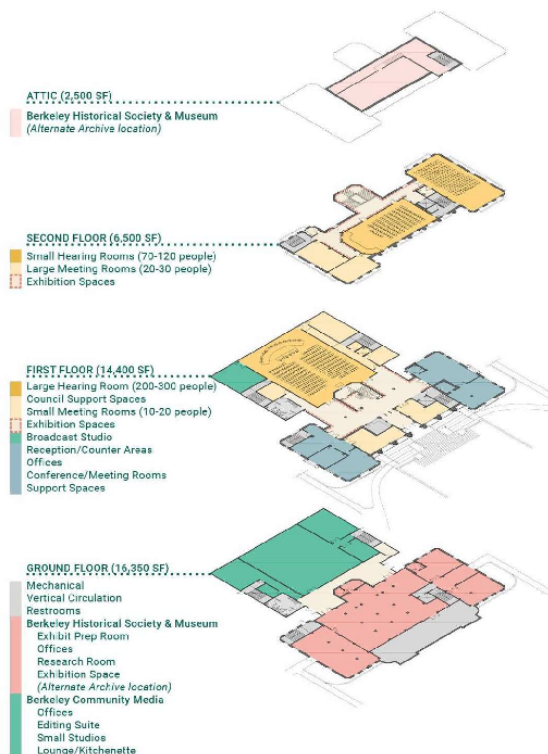 ATTIC (2,500 SF)
Berkeley Historical Society & Museum
(Alternate Archive location)
SECOND FLOOR (6,500 SF)
Small Hearing Rooms (70-120 people)
Large Meeting Rooms (20-30 people)
Exhibition Spaces
FIRST FLOOR (14,400 SF)
Large Hearing Room (200-300 people)
Council Support Spaces
Small Meeting Rooms (10-20 people)
Exhibition Spaces
Broadcast Studio
Reception/Counter Areas
Offices
Conference/Meeting Rooms
Support Spaces
GROUND FLOOR (16,350 SF)
Mechanical
Vertical Circulation
Restrooms
Berkeley Historical Society & Museum
Exhibit Prep Room
Offices
Research Room
Exhibition Space
(Alternate Archive location)
Berkeley Community Media
Offices
Editing Suite
Small Studios
Lounge/Kitchenette